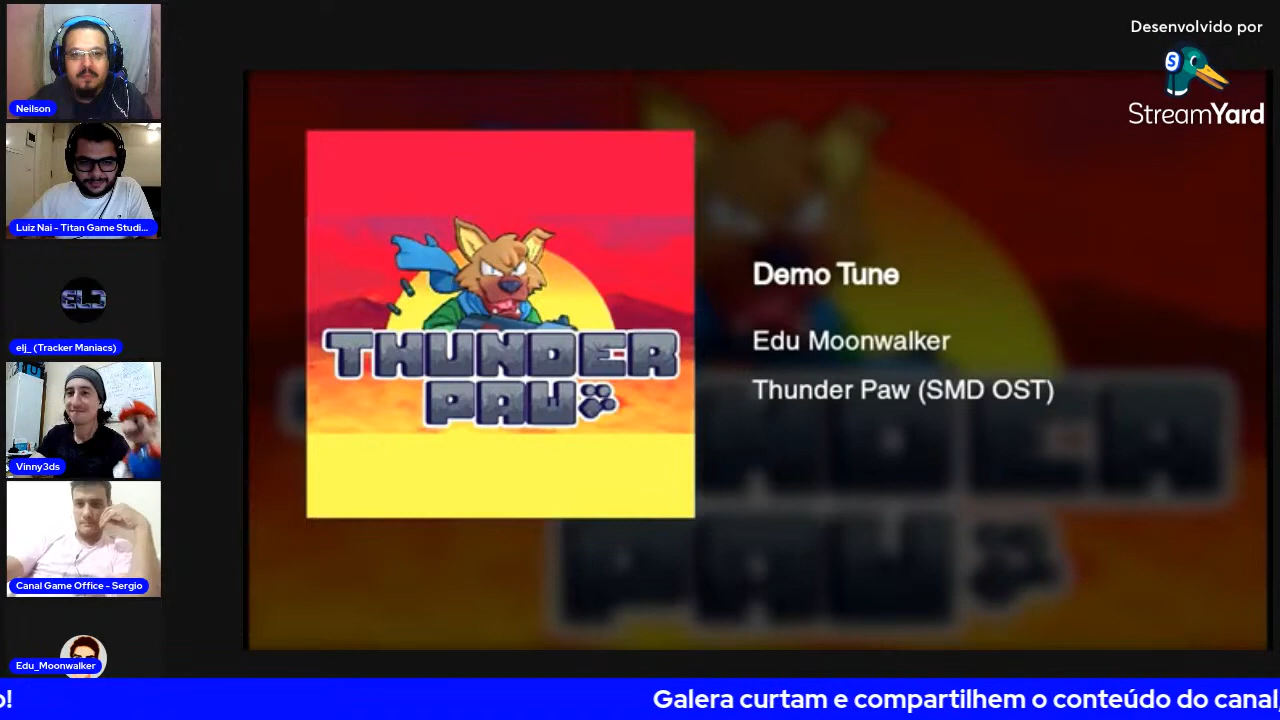 Desenvolvido por
StreamYard
Neilson
Luiz Nai - Titan Game Studi...
ELJ
elj_ (Tracker Maniacs)
Vinny3ds
Canal Game Office - Sergio
Edu_Moonwalker
THUNDER
PAW
Demo Tune
Edu Moonwalker
Thunder Paw (SMD OST)
o! Galera curtam e compartilhem o conteúdo do canal,